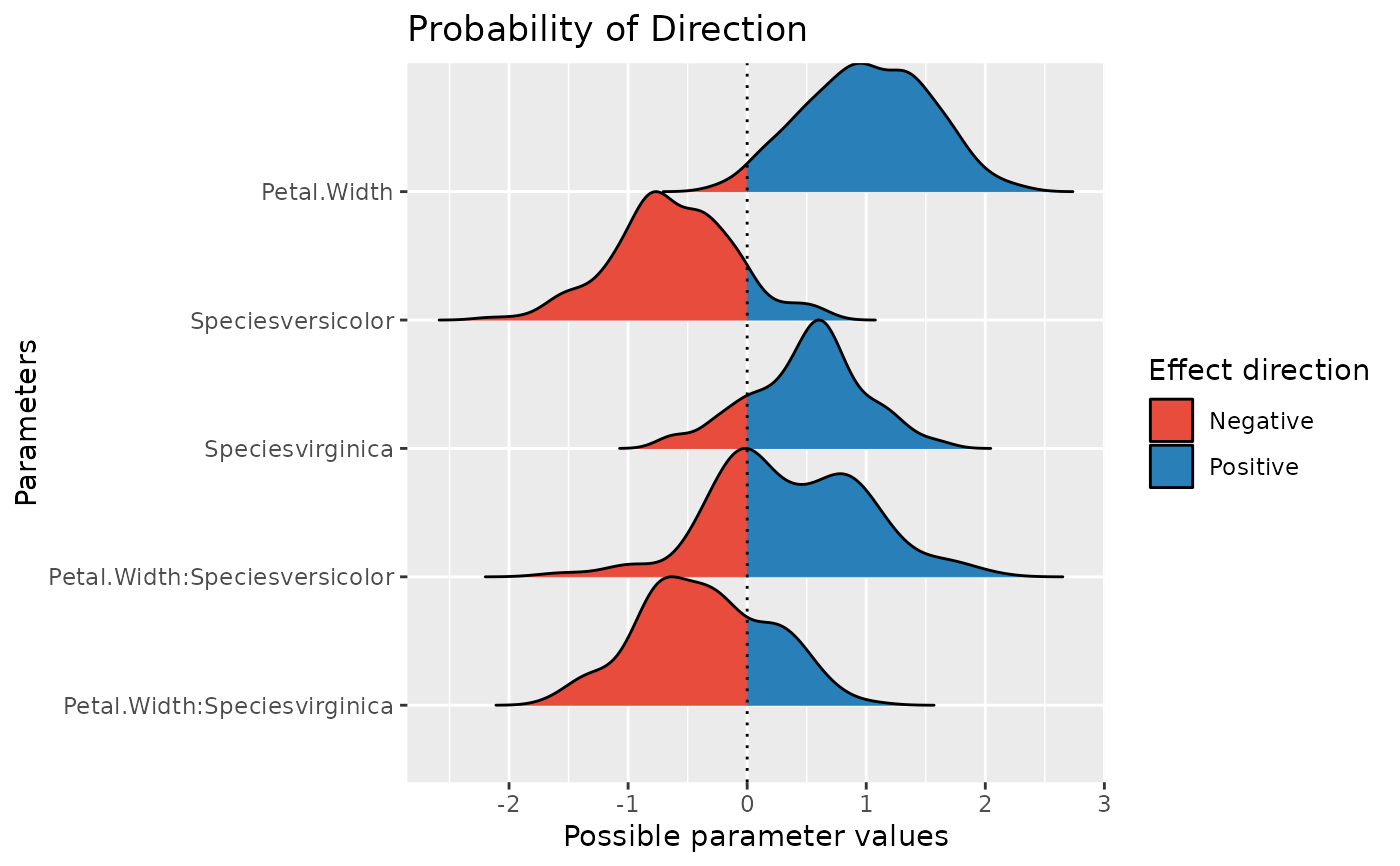 Probability of Direction
Parameters
Petal.Width
Speciesversicolor
Speciesvirginica
Petal.Width:Speciesversicolor
Petal.Width:Speciesvirginica
-2 -1 0 1 2 3
Possible parameter values
Effect direction
Negative
Positive